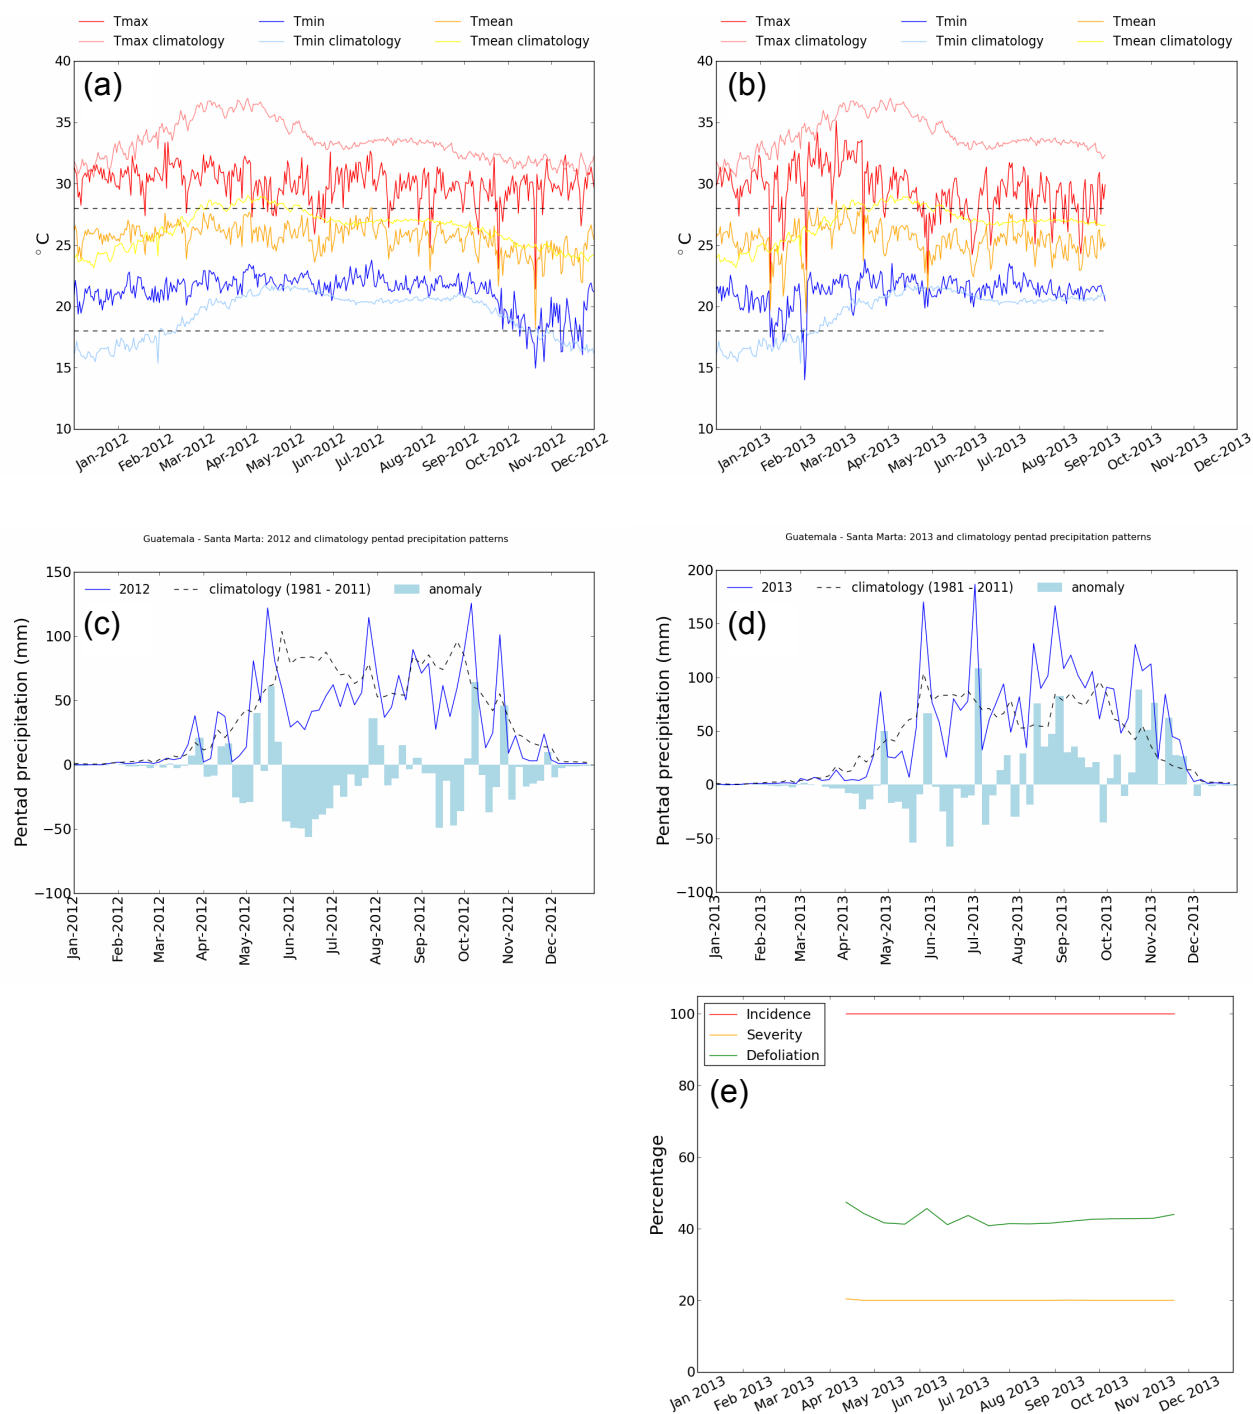 Tmax Tmin Tmean
Tmax climatology Tmin climatology Tmean climatology
(a)
40
35
30
25
20
15
10
° C
Jan-2012 Feb-2012 Mar-2012 Apr-2012 May-2012 Jun-2012 Jul-2012 Aug-2012 Sep-2012 Oct-2012 Nov-2012 Dec-2012
Tmax Tmin Tmean
Tmax climatology Tmin climatology Tmean climatology
(b)
40
35
30
25
20
15
10
° C
Jan-2013 Feb-2013 Mar-2013 Apr-2013 May-2013 Jun-2013 Jul-2013 Aug-2013 Sep-2013 Oct-2013 Nov-2013 Dec-2013
Guatemala - Santa Marta: 2012 and climatology pentad precipitation patterns
2012 climatology (1981 - 2011) anomaly
(c)
150
100
50
0
−50
−100
Pentad precipitation (mm)
Jan-2012 Feb-2012 Mar-2012 Apr-2012 May-2012 Jun-2012 Jul-2012 Aug-2012 Sep-2012 Oct-2012 Nov-2012 Dec-2012
Guatemala - Santa Marta: 2013 and climatology pentad precipitation patterns
2013 climatology (1981 - 2011) anomaly
(d)
200
150
100
50
0
−50
−100
Pentad precipitation (mm)
Jan-2013 Feb-2013 Mar-2013 Apr-2013 May-2013 Jun-2013 Jul-2013 Aug-2013 Sep-2013 Oct-2013 Nov-2013 Dec-2013
Incidence
Severity
Defoliation
(e)
100
80
60
40
20
0
Percentage
Jan 2013 Feb 2013 Mar 2013 Apr 2013 May 2013 Jun 2013 Jul 2013 Aug 2013 Sep 2013 Oct 2013 Nov 2013 Dec 2013